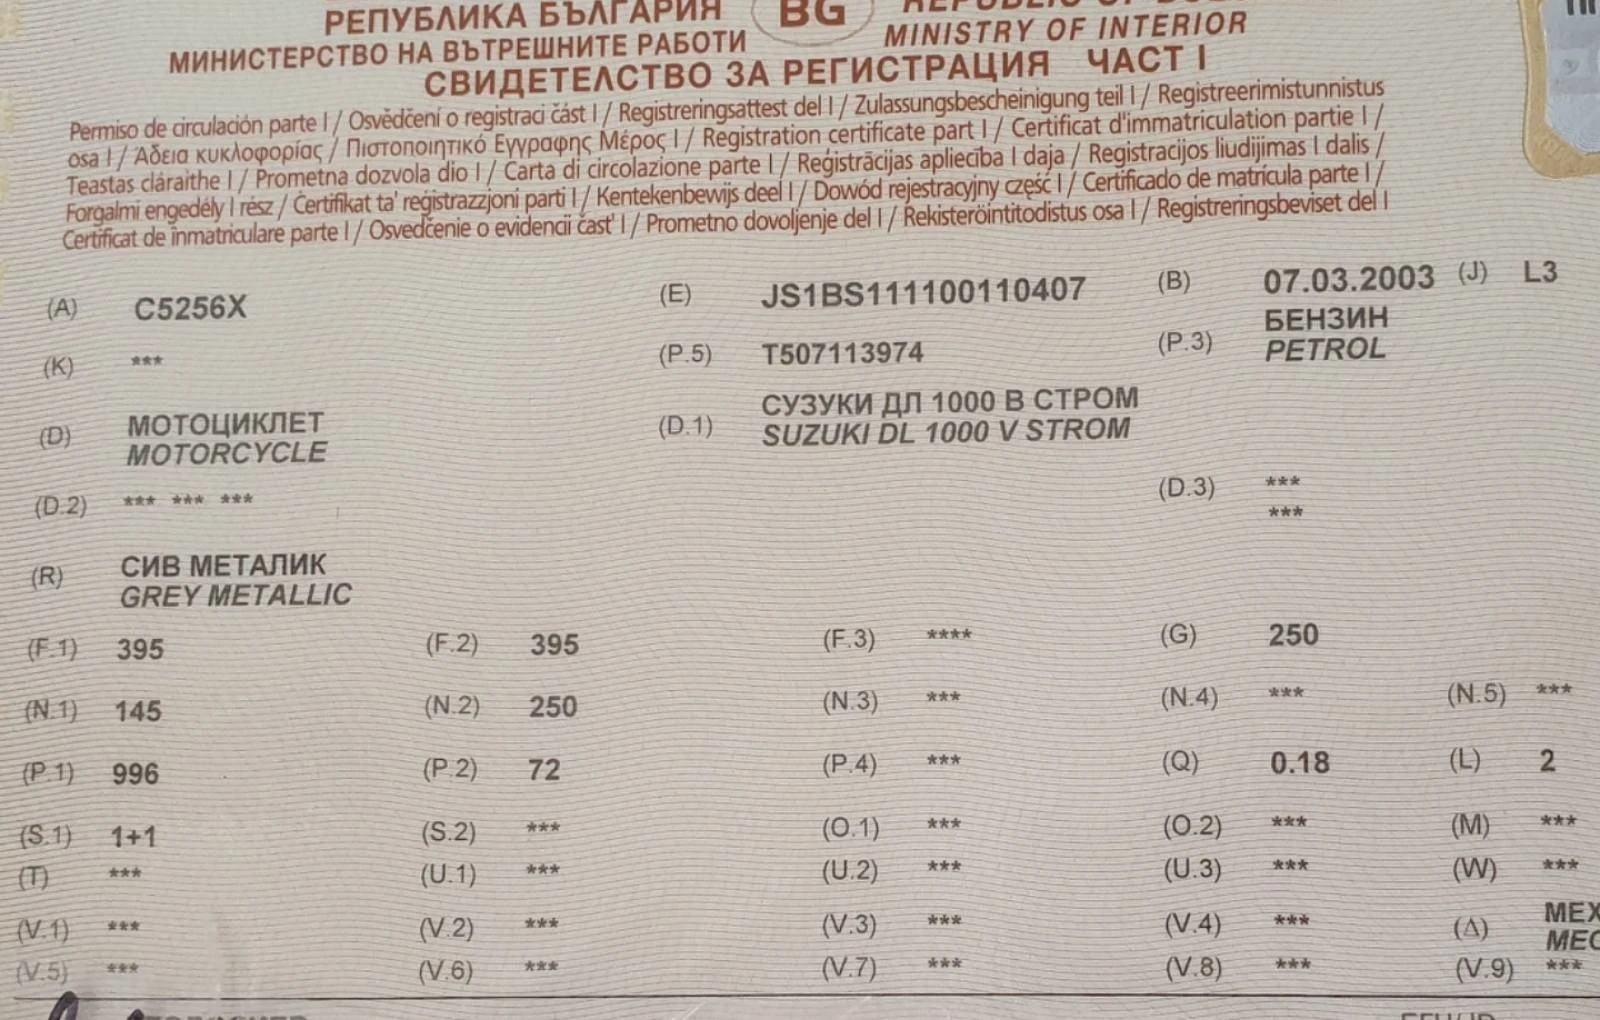 РЕПУБЛИКА БЪЛГАРИЯ BG
МИНИСТЕРСТВО НА ВЪТРЕШНИТЕ РАБОТИ MINISTRY OF INTERIOR
СВИДЕТЕЛСТВО ЗА РЕГИСТРАЦИЯ ЧАСТ I
Permiso de circulación parte I / Osvědčení o registraci část I / Registreringsattest del I / Zulassungsbescheinigung teil I / Registreerimistunnistus
osa I / Άδεια κυκλοφορίας / Πιστοποιητικό Εγγραφης Μέρος I / Registration certificate part I / Certificat d'immatriculation partie I /
Teastas cláraithe I / Prometna dozvola dio I / Carta di circolazione parte I / Reģistrācijas apliecība I daja / Registracijos liudijimas I dalis /
Forgalmi engedély I rész / Ċertifikat ta' reġistrazzjoni parti I / Kentekenbewijs deel I / Dowód rejestracyjny część I / Certificado de matrícula parte I /
Certificat de înmatriculare parte I / Osvedčenie o evidencii časť I / Prometno dovoljenje del I / Rekisteröintitodistus osa I / Registreringsbeviset del I
(A) C5256X (E) JS1BS111100110407 (B) 07.03.2003 (J) L3
(K) *** (P.5) T507113974 (P.3) БЕНЗИН
PETROL
(D) МОТОЦИКЛЕТ (D.1) СУЗУКИ ДЛ 1000 В СТРОМ
MOTORCYCLE SUZUKI DL 1000 V STROM
(D.2) *** *** *** (D.3) ***
***
(R) СИВ МЕТАЛИК
GREY METALLIC
(F.1) 395 (F.2) 395 (F.3) **** (G) 250
(N.1) 145 (N.2) 250 (N.3) *** (N.4) *** (N.5) ***
(P.1) 996 (P.2) 72 (P.4) *** (Q) 0.18 (L) 2
(S.1) 1+1 (S.2) *** (O.1) *** (O.2) *** (M) ***
(T) *** (U.1) *** (U.2) *** (U.3) *** (W) ***
(V.1) *** (V.2) *** (V.3) *** (V.4) *** (Δ) МЕХ
MEC
(V.5) *** (V.6) *** (V.7) *** (V.8) *** (V.9) ***